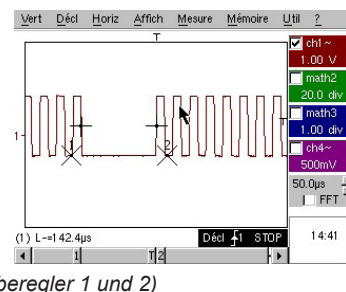 Vert Décl Horiz Affich Mesure Mémoire Util ?
T
ch1 ~
1.00 V
math2
20.0 div
math3
1.00 div
ch4~
500mV
50.0µs
FFT
1-
T
1
2
(1) L-=142.4µs
Décl 1 STOP
14:41
1 T 2
beregler 1 und 2)